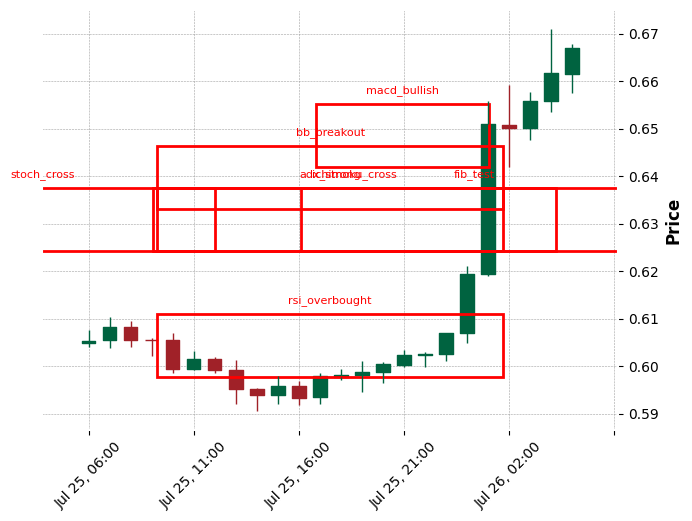 0.67
0.66
macd_bullish
0.65
bb_breakout
0.64
stoch_cross
fib_test
0.63
Price
0.62
rsi_overbought
0.61
0.60
0.59
Jul 25, 06:00
Jul 25, 11:00
Jul 25, 16:00
Jul 25, 21:00
Jul 26, 02:00